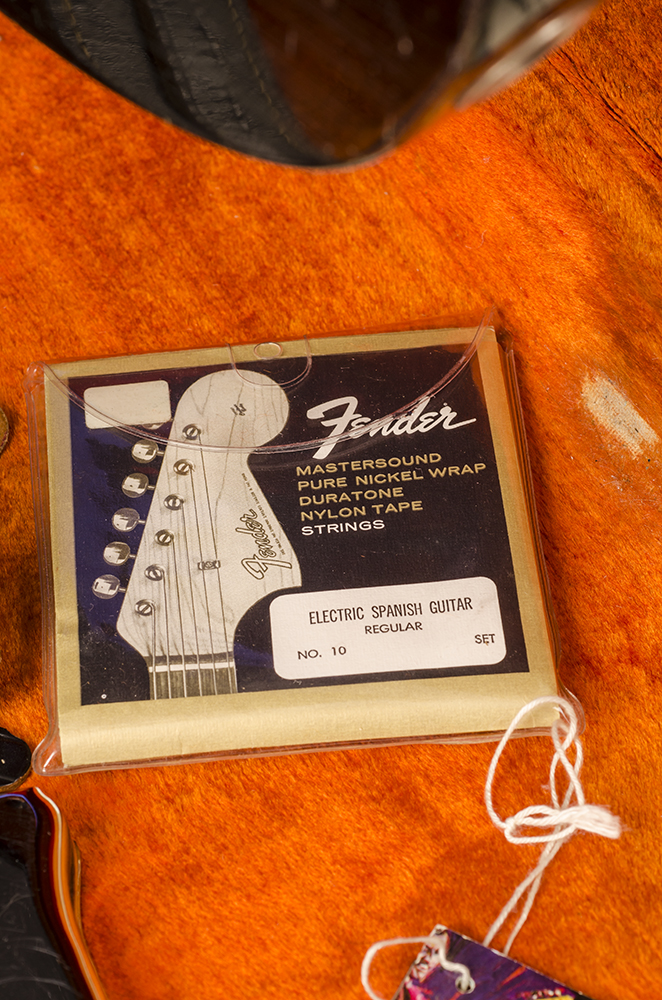 Fender
MASTERSOUND
PURE NICKEL WRAP
DURATONE
NYLON TAPE
STRINGS
Fender
ELECTRIC SPANISH GUITAR
REGULAR
NO. 10 SET